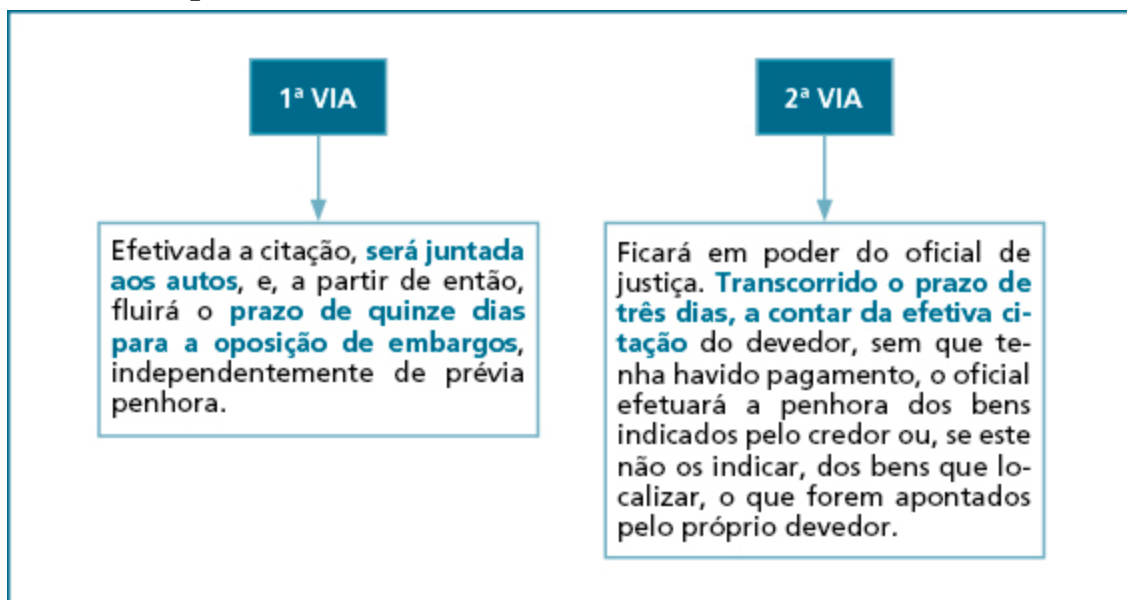 1ª VIA
Efetivada a citação, será juntada
aos autos, e, a partir de então,
fluirá o prazo de quinze dias
para a oposição de embargos,
independentemente de prévia
penhora.
2ª VIA
Ficará em poder do oficial de
justiça. Transcorrido o prazo de
três dias, a contar da efetiva ci-
tação do devedor, sem que te-
nha havido pagamento, o oficial
efetuará a penhora dos bens
indicados pelo credor ou, se este
não os indicar, dos bens que lo-
calizar, o que forem apontados
pelo próprio devedor.